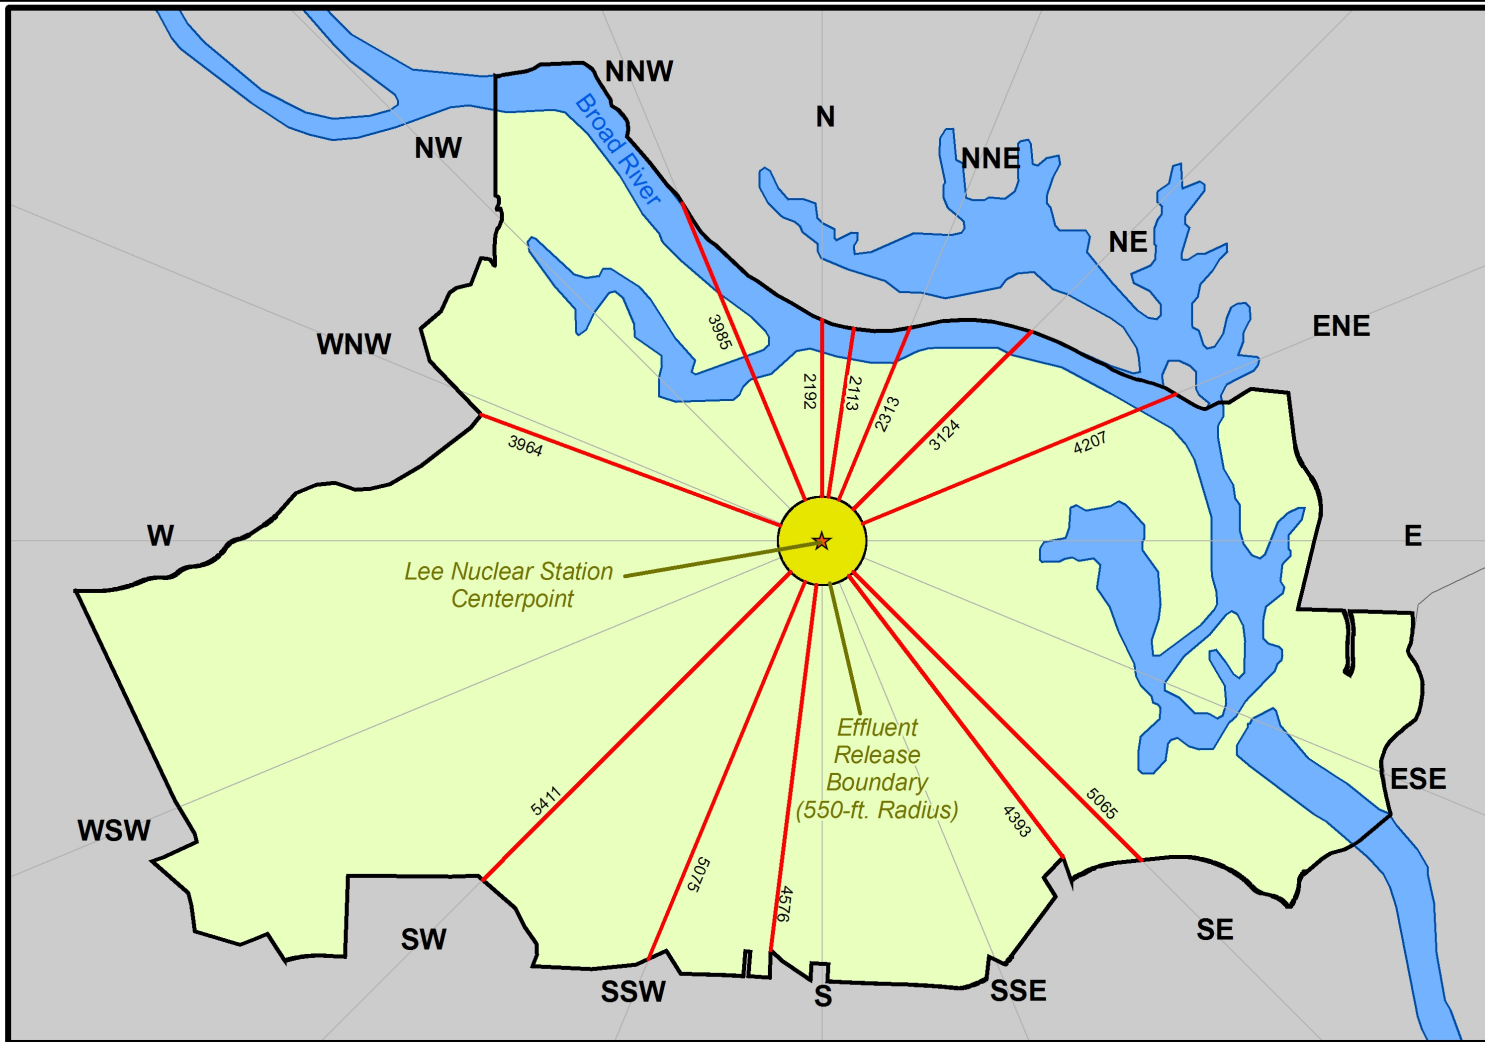 NNW
N
NW
NNE
Broad River
NE
ENE
WNW
3985
2192
2113
2313
3124
4207
3964
W
E
Lee Nuclear Station
Centerpoint
Effluent
Release
Boundary
(550-ft. Radius)
ESE
WSW
5411
5075
4576
4393
5065
SW
SE
SSW
S
SSE